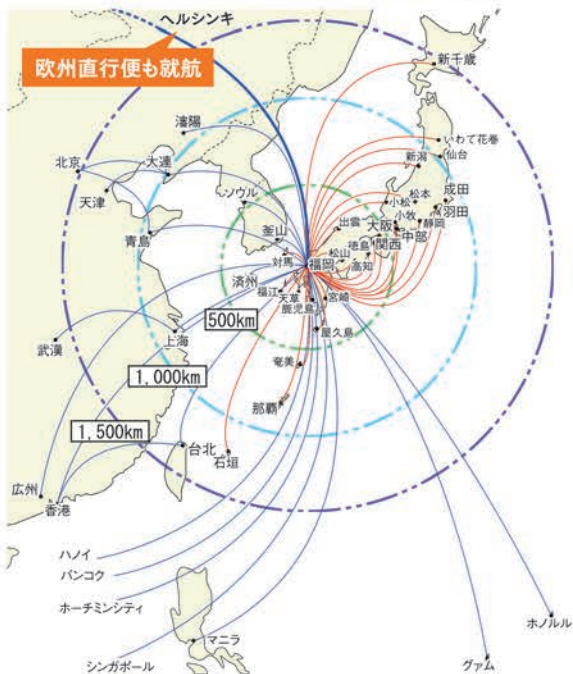 ヘルシンキ
欧州直行便も就航
新千歳
瀋陽
いわて花巻
仙台
新潟
北京
大連
天津
ソウル
小松
松本
成田
羽田
小牧
静岡
青島
釜山
出雲
大阪
中部
関西
徳島
対馬
松山
高知
福岡
済州
福江
天草
宮崎
鹿児島
500km
屋久島
武漢
上海
奄美
1,000km
那覇
1,500km
台北
石垣
広州
香港
ハノイ
バンコク
ホーチミンシティ
ホノルル
マニラ
シンガポール
グァム